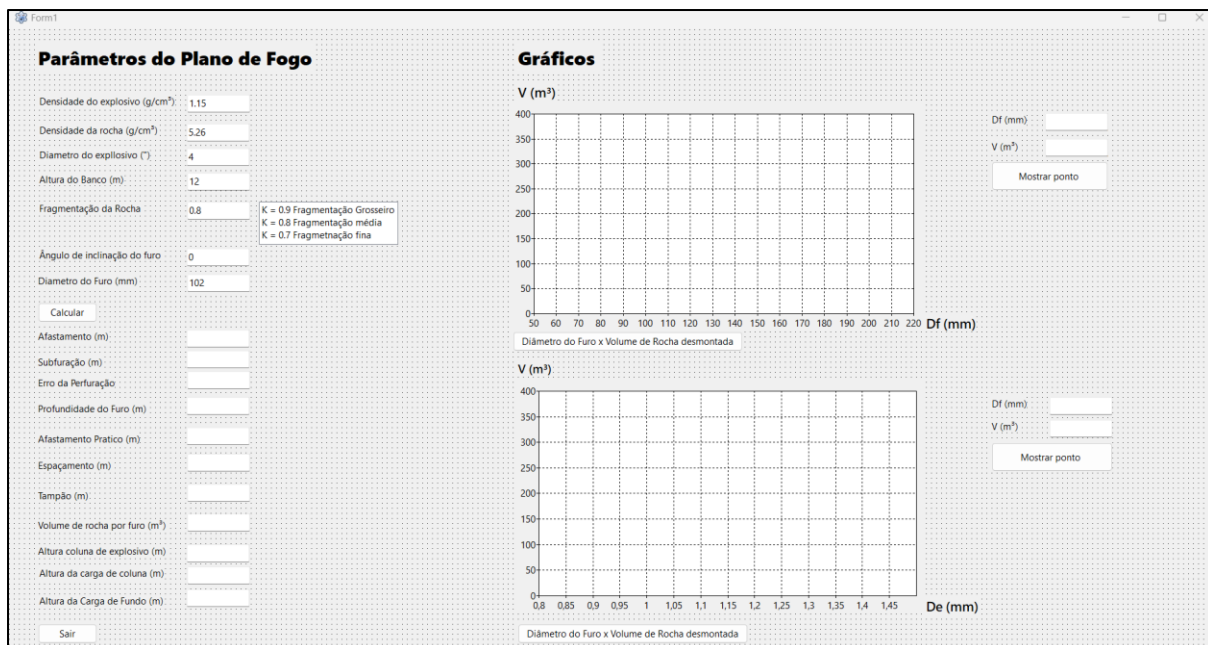 Form1
Parâmetros do Plano de Fogo
Densidade do explosivo (g/cm³) 1.15
Densidade da rocha (g/cm³) 5.26
Diametro do expllosivo (") 4
Altura do Banco (m) 12
Fragmentação da Rocha 0.8
K = 0.9 Fragmentação Grosseiro
K = 0.8 Fragmentação média
K = 0.7 Fragmetnação fina
Ângulo de inclinação do furo 0
Diametro do Furo (mm) 102
Calcular
Afastamento (m)
Subfuração (m)
Erro da Perfuração
Profundidade do Furo (m)
Afastamento Pratico (m)
Espaçamento (m)
Tampão (m)
Volume de rocha por furo (m³)
Altura coluna de explosivo (m)
Altura da carga de coluna (m)
Altura da Carga de Fundo (m)
Sair
Gráficos
V (m³)
400
350
300
250
200
150
100
50
0
50 60 70 80 90 100 110 120 130 140 150 160 170 180 190 200 210 220 Df (mm)
Diâmetro do Furo x Volume de Rocha desmontada
Df (mm)
V (m³)
Mostrar ponto
V (m³)
400
350
300
250
200
150
100
50
0
0,8 0,85 0,9 0,95 1 1,05 1,1 1,15 1,2 1,25 1,3 1,35 1,4 1,45 De (mm)
Diâmetro do Furo x Volume de Rocha desmontada
Df (mm)
V (m³)
Mostrar ponto